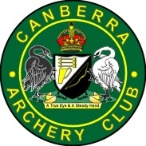 CANBERRA
A True Eye & A Steady Hand
ARCHERY CLUB